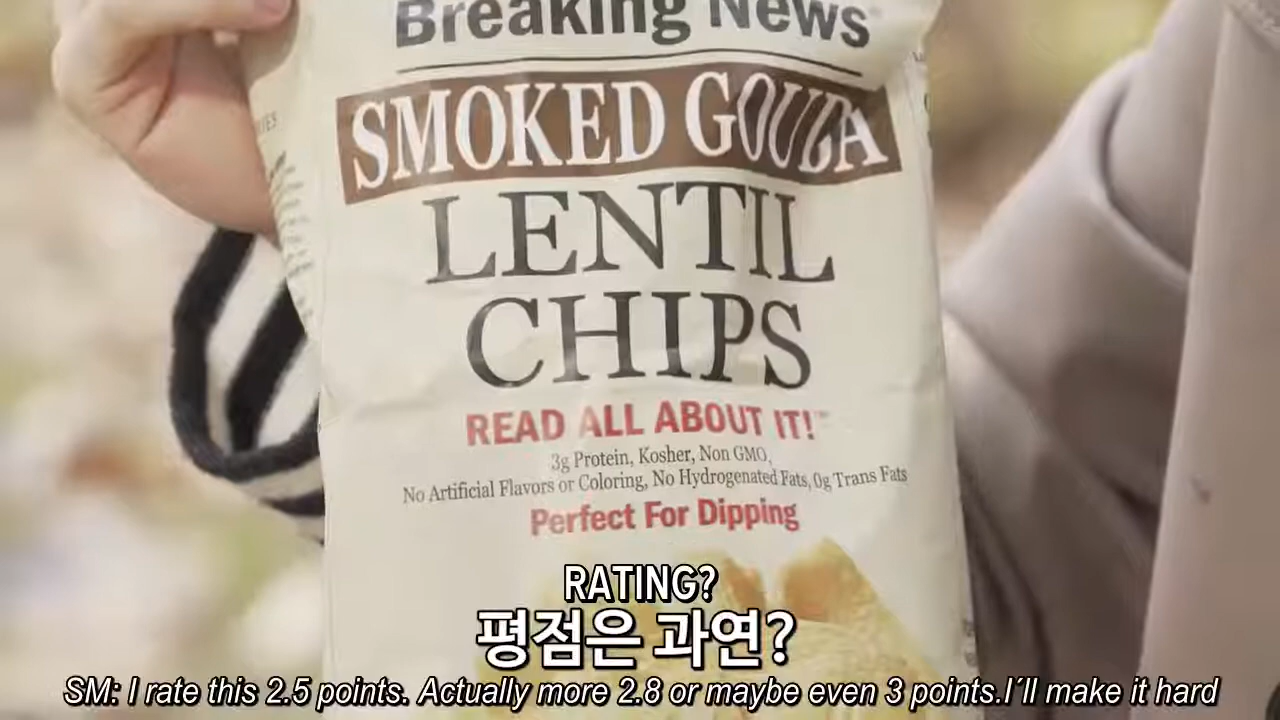 Breaking News
SMOKED GOUDA
LENTIL
CHIPS
READ ALL ABOUT IT!™
3g Protein, Kosher, Non GMO,
No Artificial Flavors or Coloring, No Hydrogenated Fats, 0g Trans Fats
Perfect For Dipping
RATING?
평점은 과연?
SM: I rate this 2.5 points. Actually more 2.8 or maybe even 3 points.I´ll make it hard